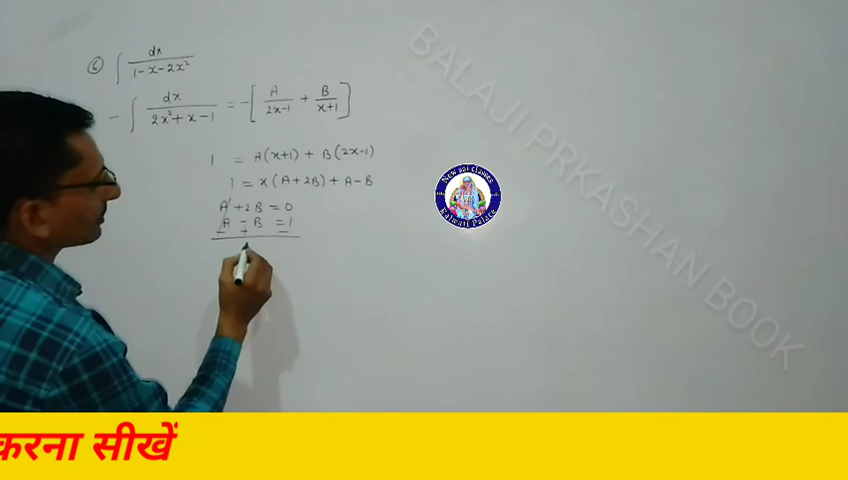 ⑥ ∫ dx / 1-x-2x²
- ∫ dx / 2x²+x-1 = -[ A / 2x-1 + B / x+1 ]
1 = A(x+1) + B(2x-1)
1 = x(A+2B) + A-B
A + 2B = 0
A - B = 1
- + -
BALAJI PRKASHAN BOOK
करना सीखें